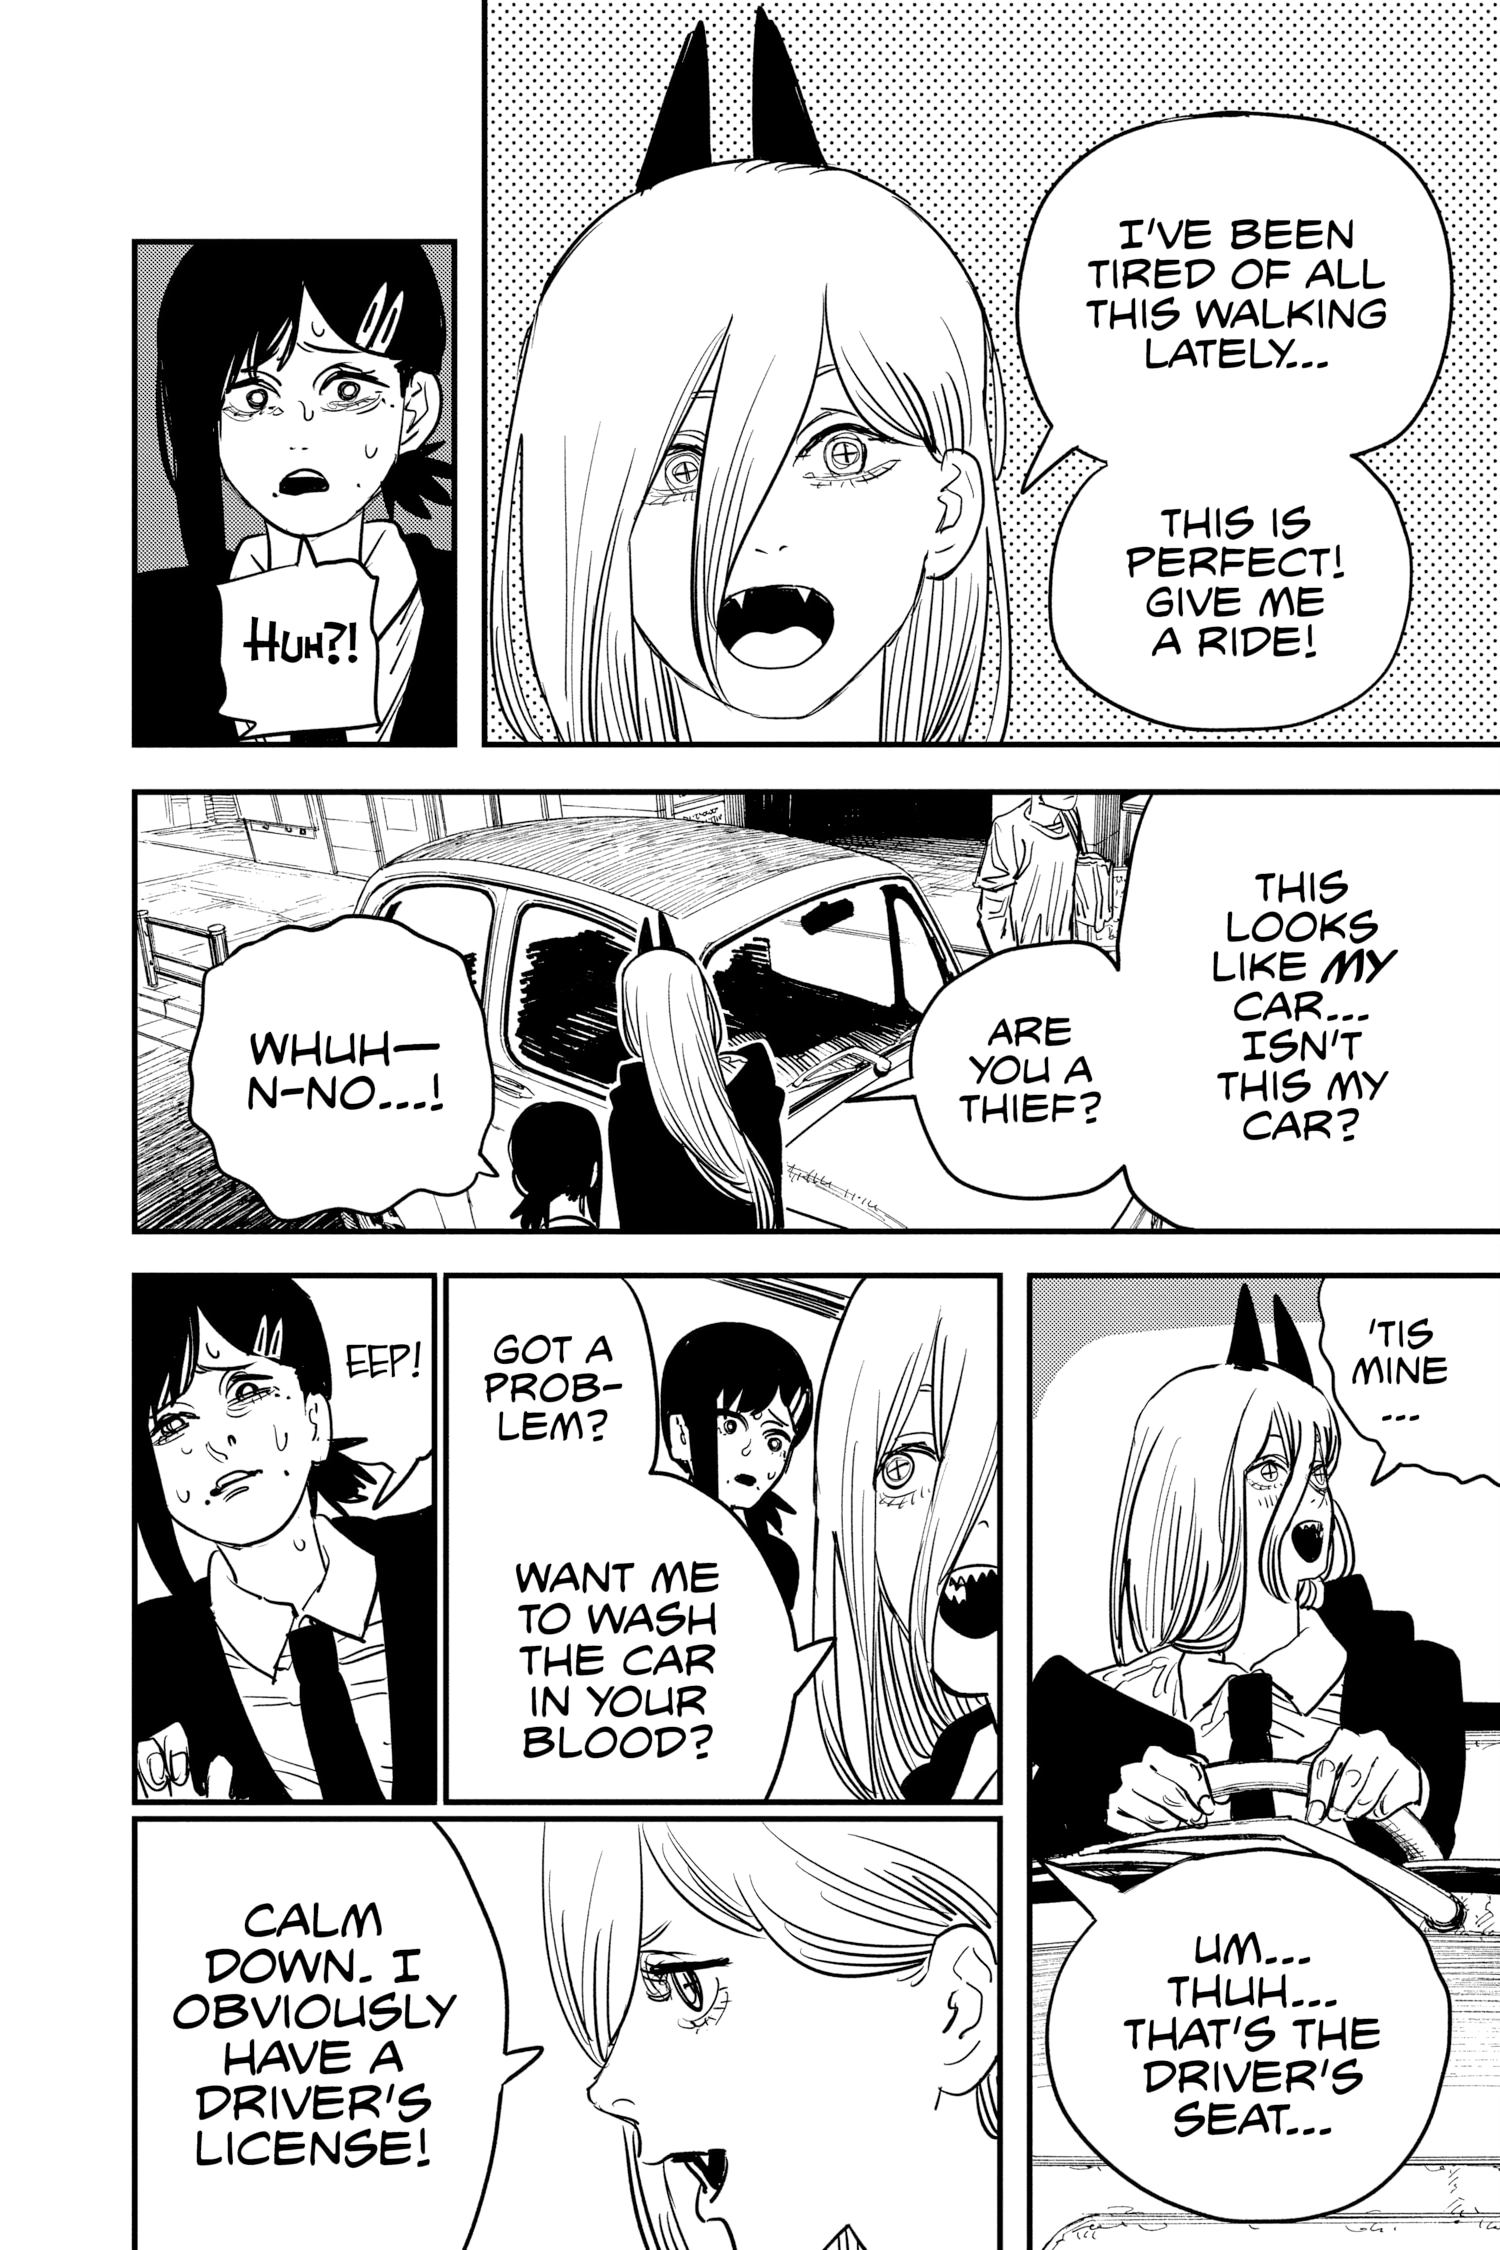 I'VE BEEN
TIRED OF ALL
THIS WALKING
LATELY...
THIS IS
PERFECT!
GIVE ME
A RIDE!
HUH?!
THIS
LOOKS
LIKE MY
CAR...
ISN'T
THIS MY
CAR?
ARE
YOU A
THIEF?
WHUH—
N-NO...!
'TIS
MINE
...
UM...
THUH...
THAT'S THE
DRIVER'S
SEAT...
GOT A
PROB-
LEM?
WANT ME
TO WASH
THE CAR
IN YOUR
BLOOD?
EEP!
CALM
DOWN. I
OBVIOUSLY
HAVE A
DRIVER'S
LICENSE!